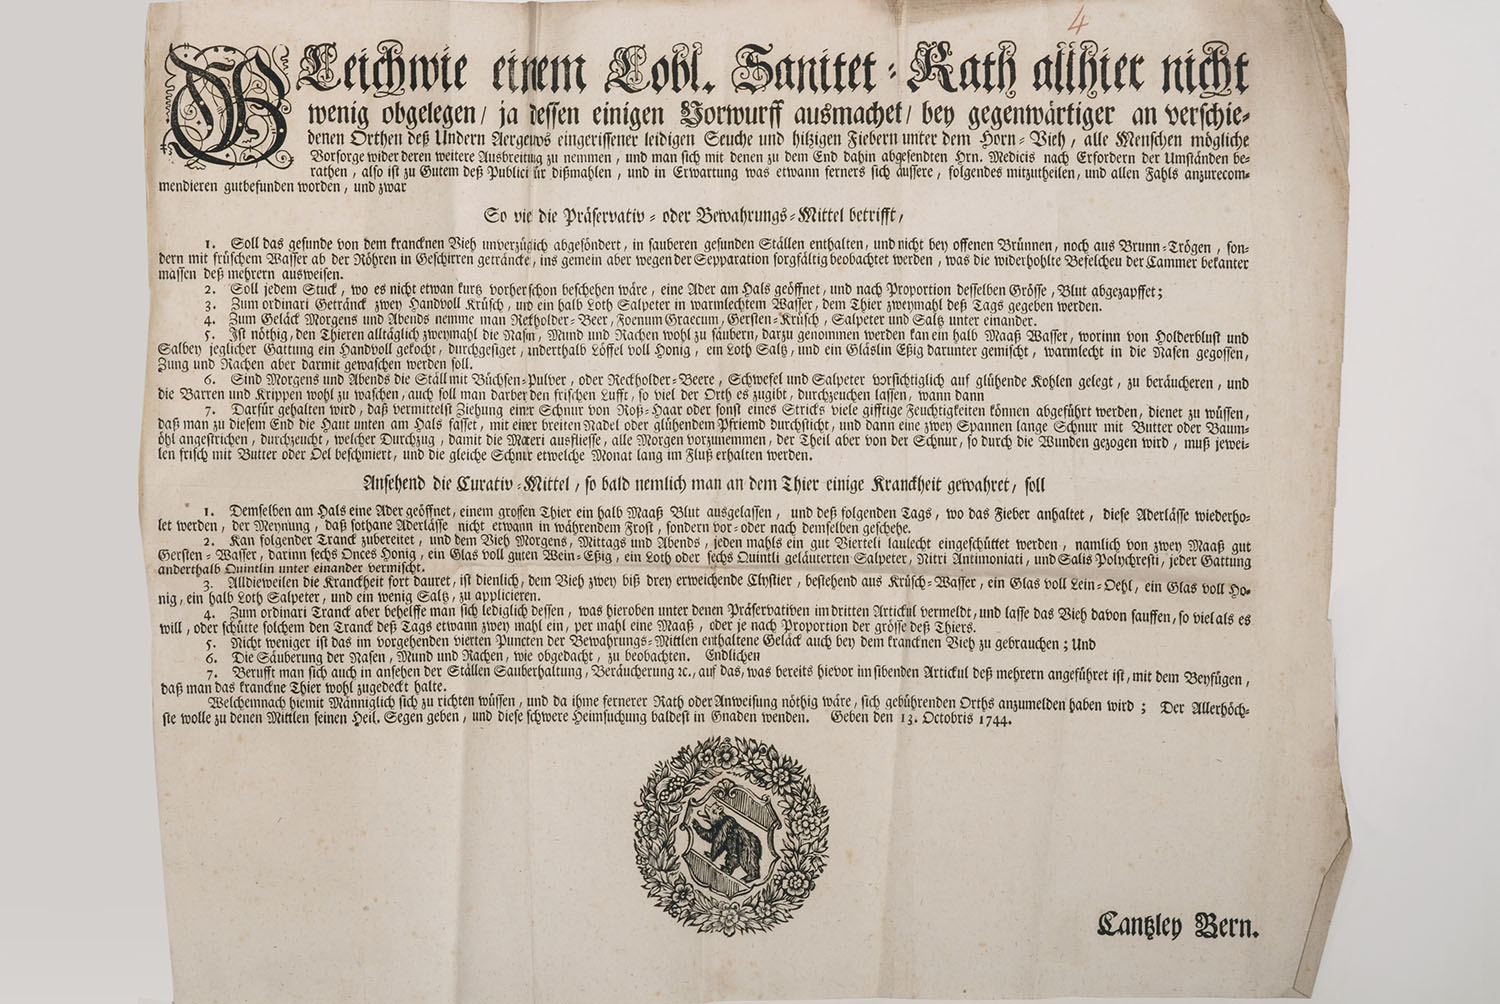 4
GLeichwie einem Lobl. Sanitet-Rath allhier nicht
wenig obgelegen / ja dessen einigen Vorwurff ausmachet / bey gegenwärtiger an verschie-
denen Orthen deß Undern Aergeuws eingerissener leidigen Seuche und hitzigen Fiebern unter dem Horn-Vieh, alle Menschen mögliche
Vorsorge wider deren weitere Ausbreitung zu nemmen, und man sich mit denen zu dem End dahin abgesendten Hrn. Medicis nach Erfordern der Umständen be-
rathen, also ist zu Gutem deß Publici für dißmahlen, und in Erwartung was etwann ferners sich äussere, folgendes mitzutheilen, und allen Fahls anzurecom-
mendieren gutbefunden worden, und zwar
So vie die Präservativ- oder Bewahrungs-Mittel betrifft,
1. Soll das gesunde von dem krancknen Vieh unverzüglich abgesöndert, in sauberen gesunden Ställen enthalten, und nicht bey offenen Brünnen, noch aus Brunn-Trögen, son-
dern mit früschem Wasser ab der Röhren in Geschirren getränckt, ins gemein aber wegen der Sepparation sorgfältig beobachtet werden, was die widerhohlte Befelchen der Cammer bekanter
massen deß mehrern ausweisen.
2. Soll jedem Stuck, wo es nicht etwan kurtz vorher schon beschehen wäre, eine Ader am Hals geöffnet, und nach Proportion desselben Grösse, Blut abgezapffet;
3. Zum ordinari Getränck zwey Handvoll Krüsch, und ein halb Loth Salpeter in warmlechtem Wasser, dem Thier zweymahl deß Tags gegeben werden.
4. Zum Geläck Morgens und Abends nemme man Reckholder-Beer, Foenum Graecum, Gersten-Krüsch, Salpeter und Saltz unter einander.
5. Ist nöthig, den Thieren alltäglich zweymahl die Nasin, Mund und Rachen wohl zu säubern, darzu genommen werden kan ein halb Maaß Wasser, worinn von Holderblust und
Salbey jeglicher Gattung ein Handvoll gekocht, durchgesiget, anderthalb Löffel voll Honig, ein Loth Saltz, und ein Gläslin Eßig darunter gemischt, warmlecht in die Nasen gegossen,
Zung und Rachen aber darmit gewaschen werden soll.
6. Sind Morgens und Abends die Ställ mit Büchsen-Pulver, oder Reckholder-Beere, Schwefel und Salpeter vorsichtiglich auf glühende Kohlen gelegt, zu beräucheren, und
die Barren und Krippen wohl zu waschen, auch soll man darbey den frischen Lufft, so viel der Orth es zugibt, durchzeuchen lassen, wann dann
7. Darfür gehalten wird, daß vermittelst Ziehung einer Schnur von Roß-Haar oder sonst eines Stricks viele gifftige Feuchtigkeiten können abgeführt werden, dienet zu wüssen,
daß man zu diesem End die Haut unten am Hals fasset, mit einer breiten Nadel oder glühendem Pfriemd durchsticht, und dann eine zwey Spannen lange Schnur mit Butter oder Baum-
öhl angestrichen, durchzeucht, welcher Durchzug, damit die Materi ausfliesse, alle Morgen vorzunemmen, der Theil aber von der Schnur, so durch die Wunden gezogen wird, muß jewei-
len frisch mit Butter oder Oel beschmiert, und die gleiche Schnur etwelche Monat lang im Fluß erhalten werden.
Ansehend die Curativ-Mittel, so bald nemlich man an dem Thier einige Kranckheit gewahret, soll
1. Demselben am Hals eine Ader geöffnet, einem grossen Thier ein halb Maaß Blut ausgelassen, und deß folgenden Tags, wo das Fieber anhaltet, diese Aderlässe wiederho-
let werden, der Meynung, daß sothane Aderlässe nicht etwann in währendem Frost, sondern vor- oder nach demselben geschehe.
2. Kan folgender Tranck zubereitet, und dem Vieh Morgens, Mittags und Abends, jeden mahls ein gut Vierteli laulecht eingeschüttet werden, namlich von zwey Maaß gut
Gersten-Wasser, darinn sechs Onces Honig, ein Glas voll guten Wein-Eßig, ein Loth oder sechs Quintli geläuterten Salpeter, Nitri Antimoniati, und Salis Polychresti, jeder Gattung
anderthalb Quintlin unter einander vermischt.
3. Alldieweilen die Kranckheit fort dauret, ist dienlich, dem Vieh zwey biß drey erweichende Clystier, bestehend aus Krüsch-Wasser, ein Glas voll Lein-Oehl, ein Glas voll Ho-
nig, ein halb Loth Salpeter, und ein wenig Saltz, zu applicieren.
4. Zum ordinari Tranck aber behelffe man sich lediglich dessen, was hieroben unter denen Präservativen im dritten Artickul vermeldt, und lasse das Vieh davon sauffen, so viel als es
will, oder schütte solchem den Tranck deß Tags etwann zwey mahl ein, per mahl eine Maaß, oder je nach Proportion der grösse deß Thiers.
5. Nicht weniger ist das im vorgehenden vierten Puncten der Bewahrungs-Mittlen enthaltene Geläck auch bey dem krancknen Vieh zu gebrauchen; Und
6. Die Säuberung der Nasen, Mund und Rachen, wie obgedacht, zu beobachten. Endlichen
7. Berufft man sich auch in ansehen der Ställen Sauberhaltung, Beräucherung ꝛc., auf das, was bereits hievor im sibenden Artickul deß mehrern angeführet ist, mit dem Beyfügen,
daß man das kranckne Thier wohl zugedeckt halte.
Welchemnach hiemit Männiglich sich zu richten wüssen, und da ihme fernerer Rath oder Anweisung nöthig wäre, sich gebührenden Orths anzumelden haben wird; Der Allerhöch-
ste wolle zu denen Mittlen seinen Heil. Segen geben, und diese schwere Heimsuchung baldest in Gnaden wenden. Geben den 13. Octobris 1744.
Cantzley Bern.